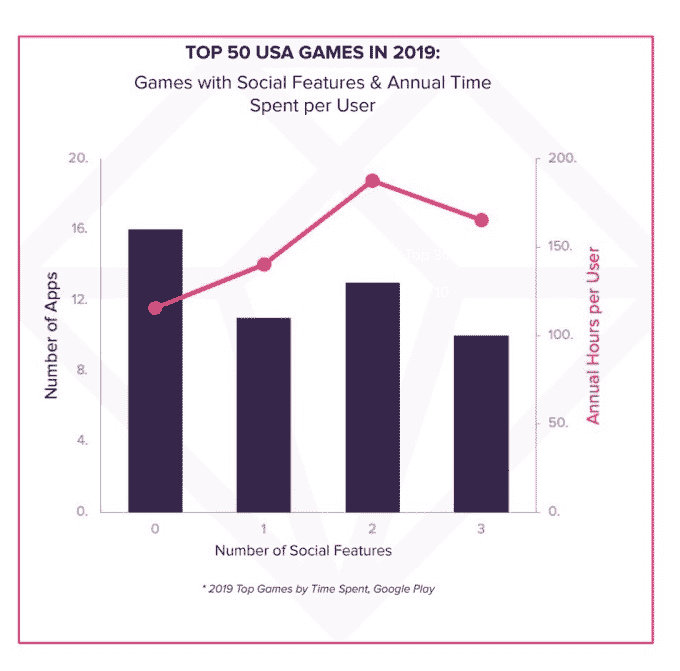 TOP 50 USA GAMES IN 2019:
Games with Social Features & Annual Time
Spent per User
20.
16.
12.
8.
4.
0.
Number of Apps
200.
150.
100.
50.
0.
Annual Hours per User
0
1
2
3
Number of Social Features
* 2019 Top Games by Time Spent, Google Play